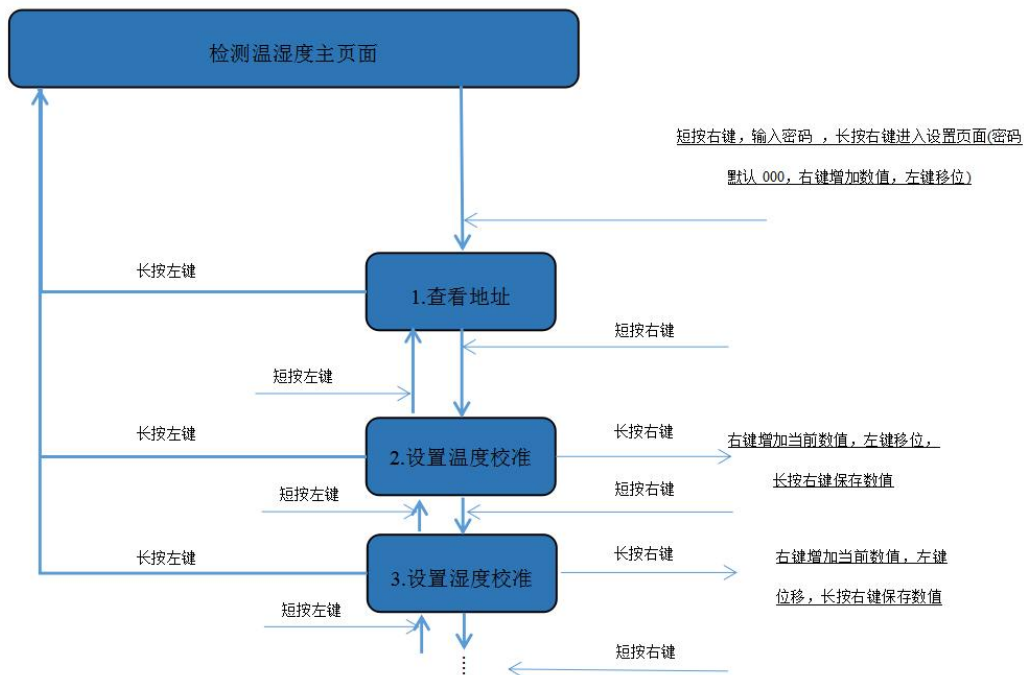 检测温湿度主页面
短按右键，输入密码 ，长按右键进入设置页面(密码
默认 000，右键增加数值，左键移位)
长按左键
1.查看地址
短按右键
短按左键
长按左键
2.设置温度校准
长按右键
右键增加当前数值，左键移位，
长按右键保存数值
短按左键
短按右键
长按左键
3.设置湿度校准
长按右键
右键增加当前数值，左键
位移，长按右键保存数值
短按左键
短按右键